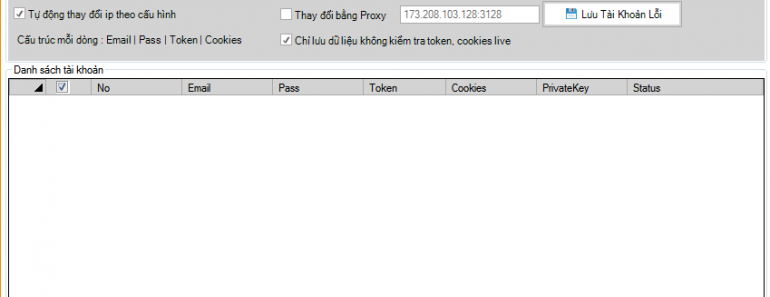 Tự động thay đổi ip theo cấu hình
Thay đổi bằng Proxy
173.208.103.128:3128
Lưu Tài Khoản Lỗi
Cấu trúc mỗi dòng : Email | Pass | Token | Cookies
Chỉ lưu dữ liệu không kiểm tra token, cookies live
Danh sách tài khoản
No Email Pass Token Cookies PrivateKey Status